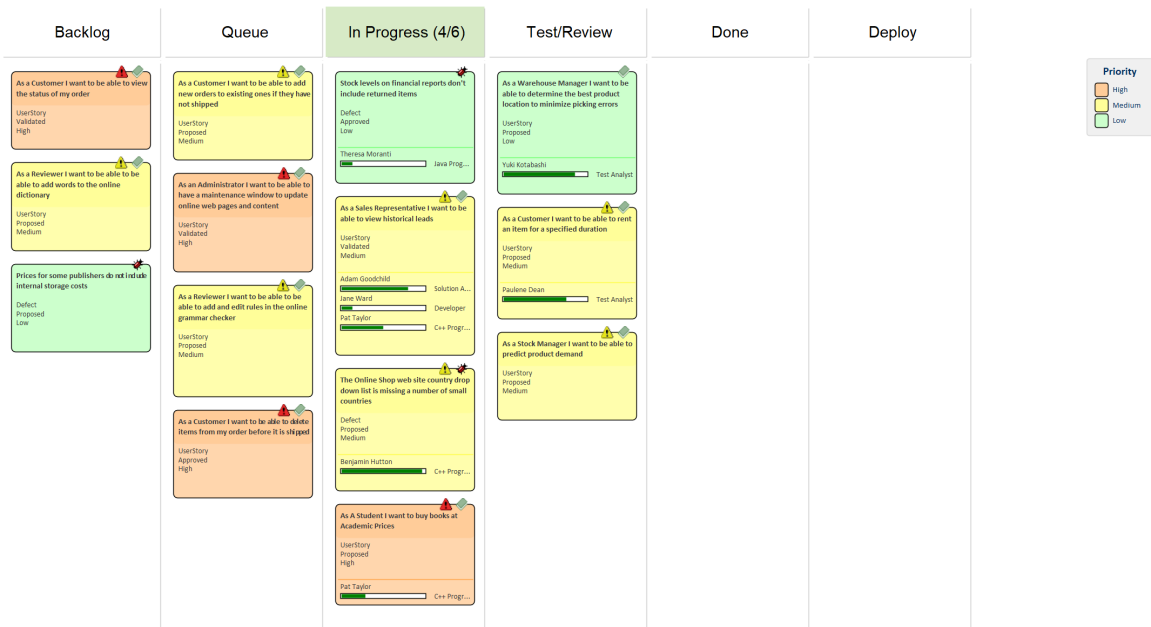 Backlog
Queue
In Progress (4/6)
Test/Review
Done
Deploy
As a Customer I want to be able to view
the status of my order
UserStory
Validated
High
As a Reviewer I want to be able to be
able to add words to the online
dictionary
UserStory
Proposed
Medium
Prices for some publishers do not include
internal storage costs
Defect
Proposed
Low
As a Customer I want to be able to add
new orders to existing ones if they have
not shipped
UserStory
Proposed
Medium
As an Administrator I want to be able to
have a maintenance window to update
online web pages and content
UserStory
Validated
High
As a Reviewer I want to be able to be
able to add and edit rules in the online
grammar checker
UserStory
Proposed
Medium
As a Customer I want to be able to delete
items from my order before it is shipped
UserStory
Approved
High
Stock levels on financial reports don't
include returned items
Defect
Approved
Low
Theresa Moranti
Java Prog...
As a Sales Representative I want to be
able to view historical leads
UserStory
Validated
Medium
Adam Goodchild
Solution A...
Jane Ward
Developer
Pat Taylor
C++ Progr...
The Online Shop web site country drop
down list is missing a number of small
countries
Defect
Proposed
Medium
Benjamin Hutton
C++ Progr...
As A Student I want to buy books at
Academic Prices
UserStory
Proposed
High
Pat Taylor
C++ Progr...
As a Warehouse Manager I want to be
able to determine the best product
location to minimize picking errors
UserStory
Proposed
Low
Yuki Kotabashi
Test Analyst
As a Customer I want to be able to rent
an item for a specified duration
UserStory
Proposed
Medium
Paulene Dean
Test Analyst
As a Stock Manager I want to be able to
predict product demand
UserStory
Proposed
Medium
Priority
High
Medium
Low